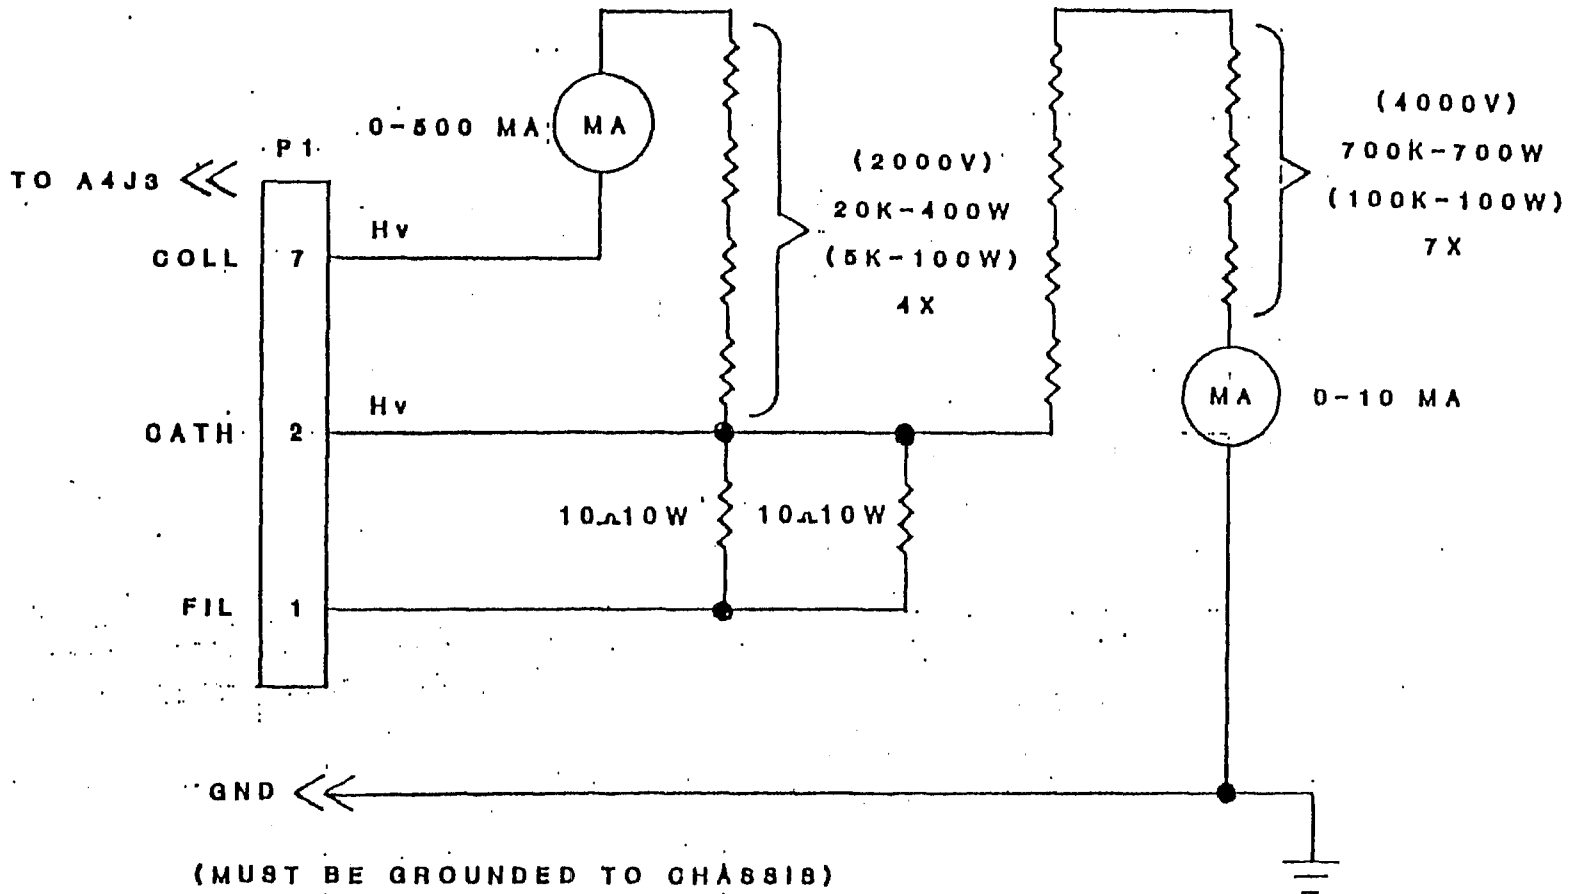 0-500 MA
MA
P1
TO A4J3
Hv
COLL 7
(2000V)
20K-400W
(5K-100W)
4X
(4000V)
700K-700W
(100K-100W)
7X
MA
0-10 MA
Hv
CATH 2
10Ω10W
10Ω10W
FIL 1
GND
(MUST BE GROUNDED TO CHASSIS)